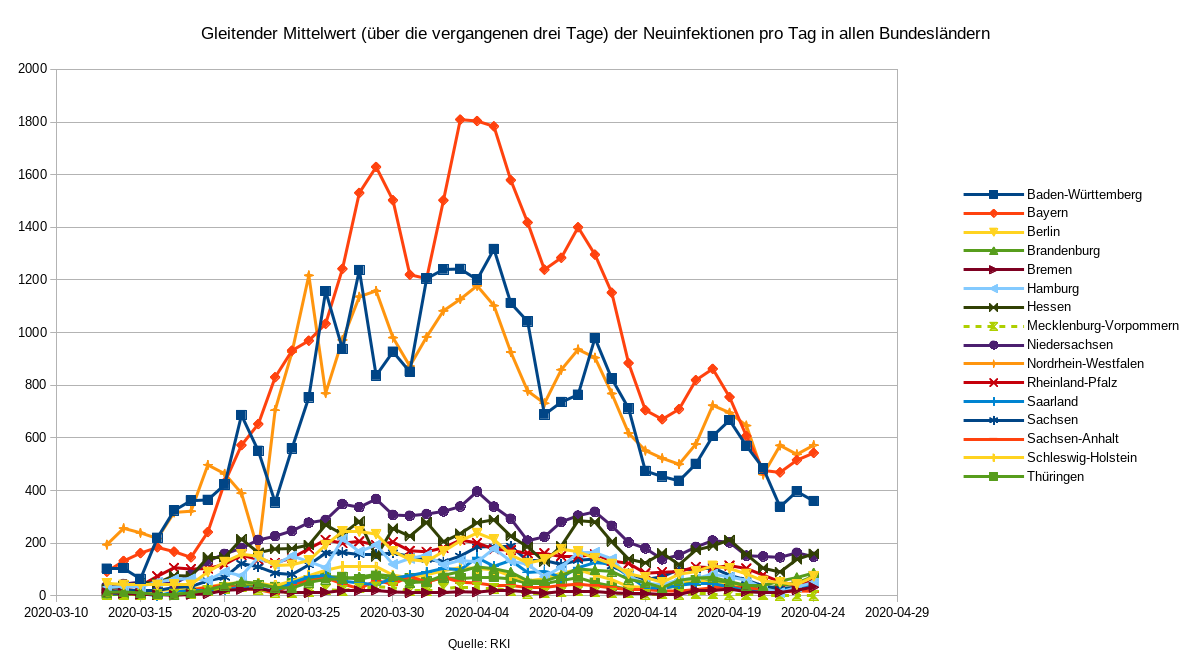 Gleitender Mittelwert (über die vergangenen drei Tage) der Neuinfektionen pro Tag in allen Bundesländern
2000
1800
1600
1400
1200
1000
800
600
400
200
0
2020-03-10 2020-03-15 2020-03-20 2020-03-25 2020-03-30 2020-04-04 2020-04-09 2020-04-14 2020-04-19 2020-04-24 2020-04-29
Baden-Württemberg
Bayern
Berlin
Brandenburg
Bremen
Hamburg
Hessen
Mecklenburg-Vorpommern
Niedersachsen
Nordrhein-Westfalen
Rheinland-Pfalz
Saarland
Sachsen
Sachsen-Anhalt
Schleswig-Holstein
Thüringen
Quelle: RKI